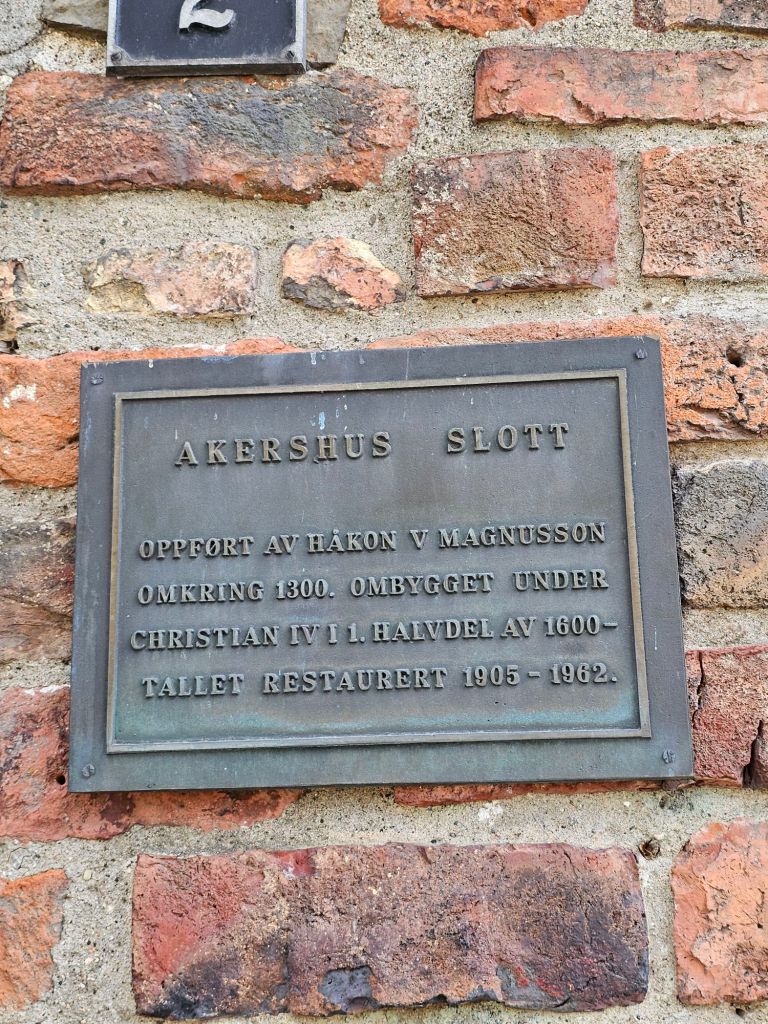 2
AKERSHUS SLOTT
OPPFØRT AV HÅKON V MAGNUSSON
OMKRING 1300. OMBYGGET UNDER
CHRISTIAN IV I 1. HALVDEL AV 1600-
TALLET RESTAURERT 1905 - 1962.